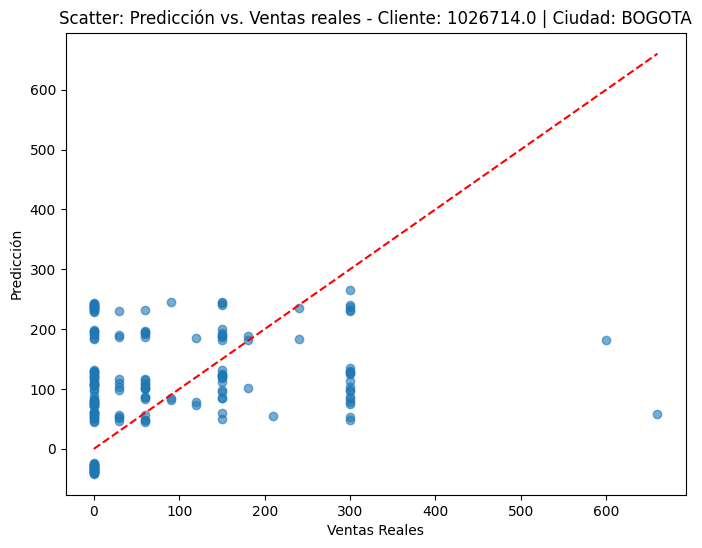 Scatter: Predicción vs. Ventas reales - Cliente: 1026714.0 | Ciudad: BOGOTA
600
500
400
300
200
100
0
Predicción
0 100 200 300 400 500 600
Ventas Reales